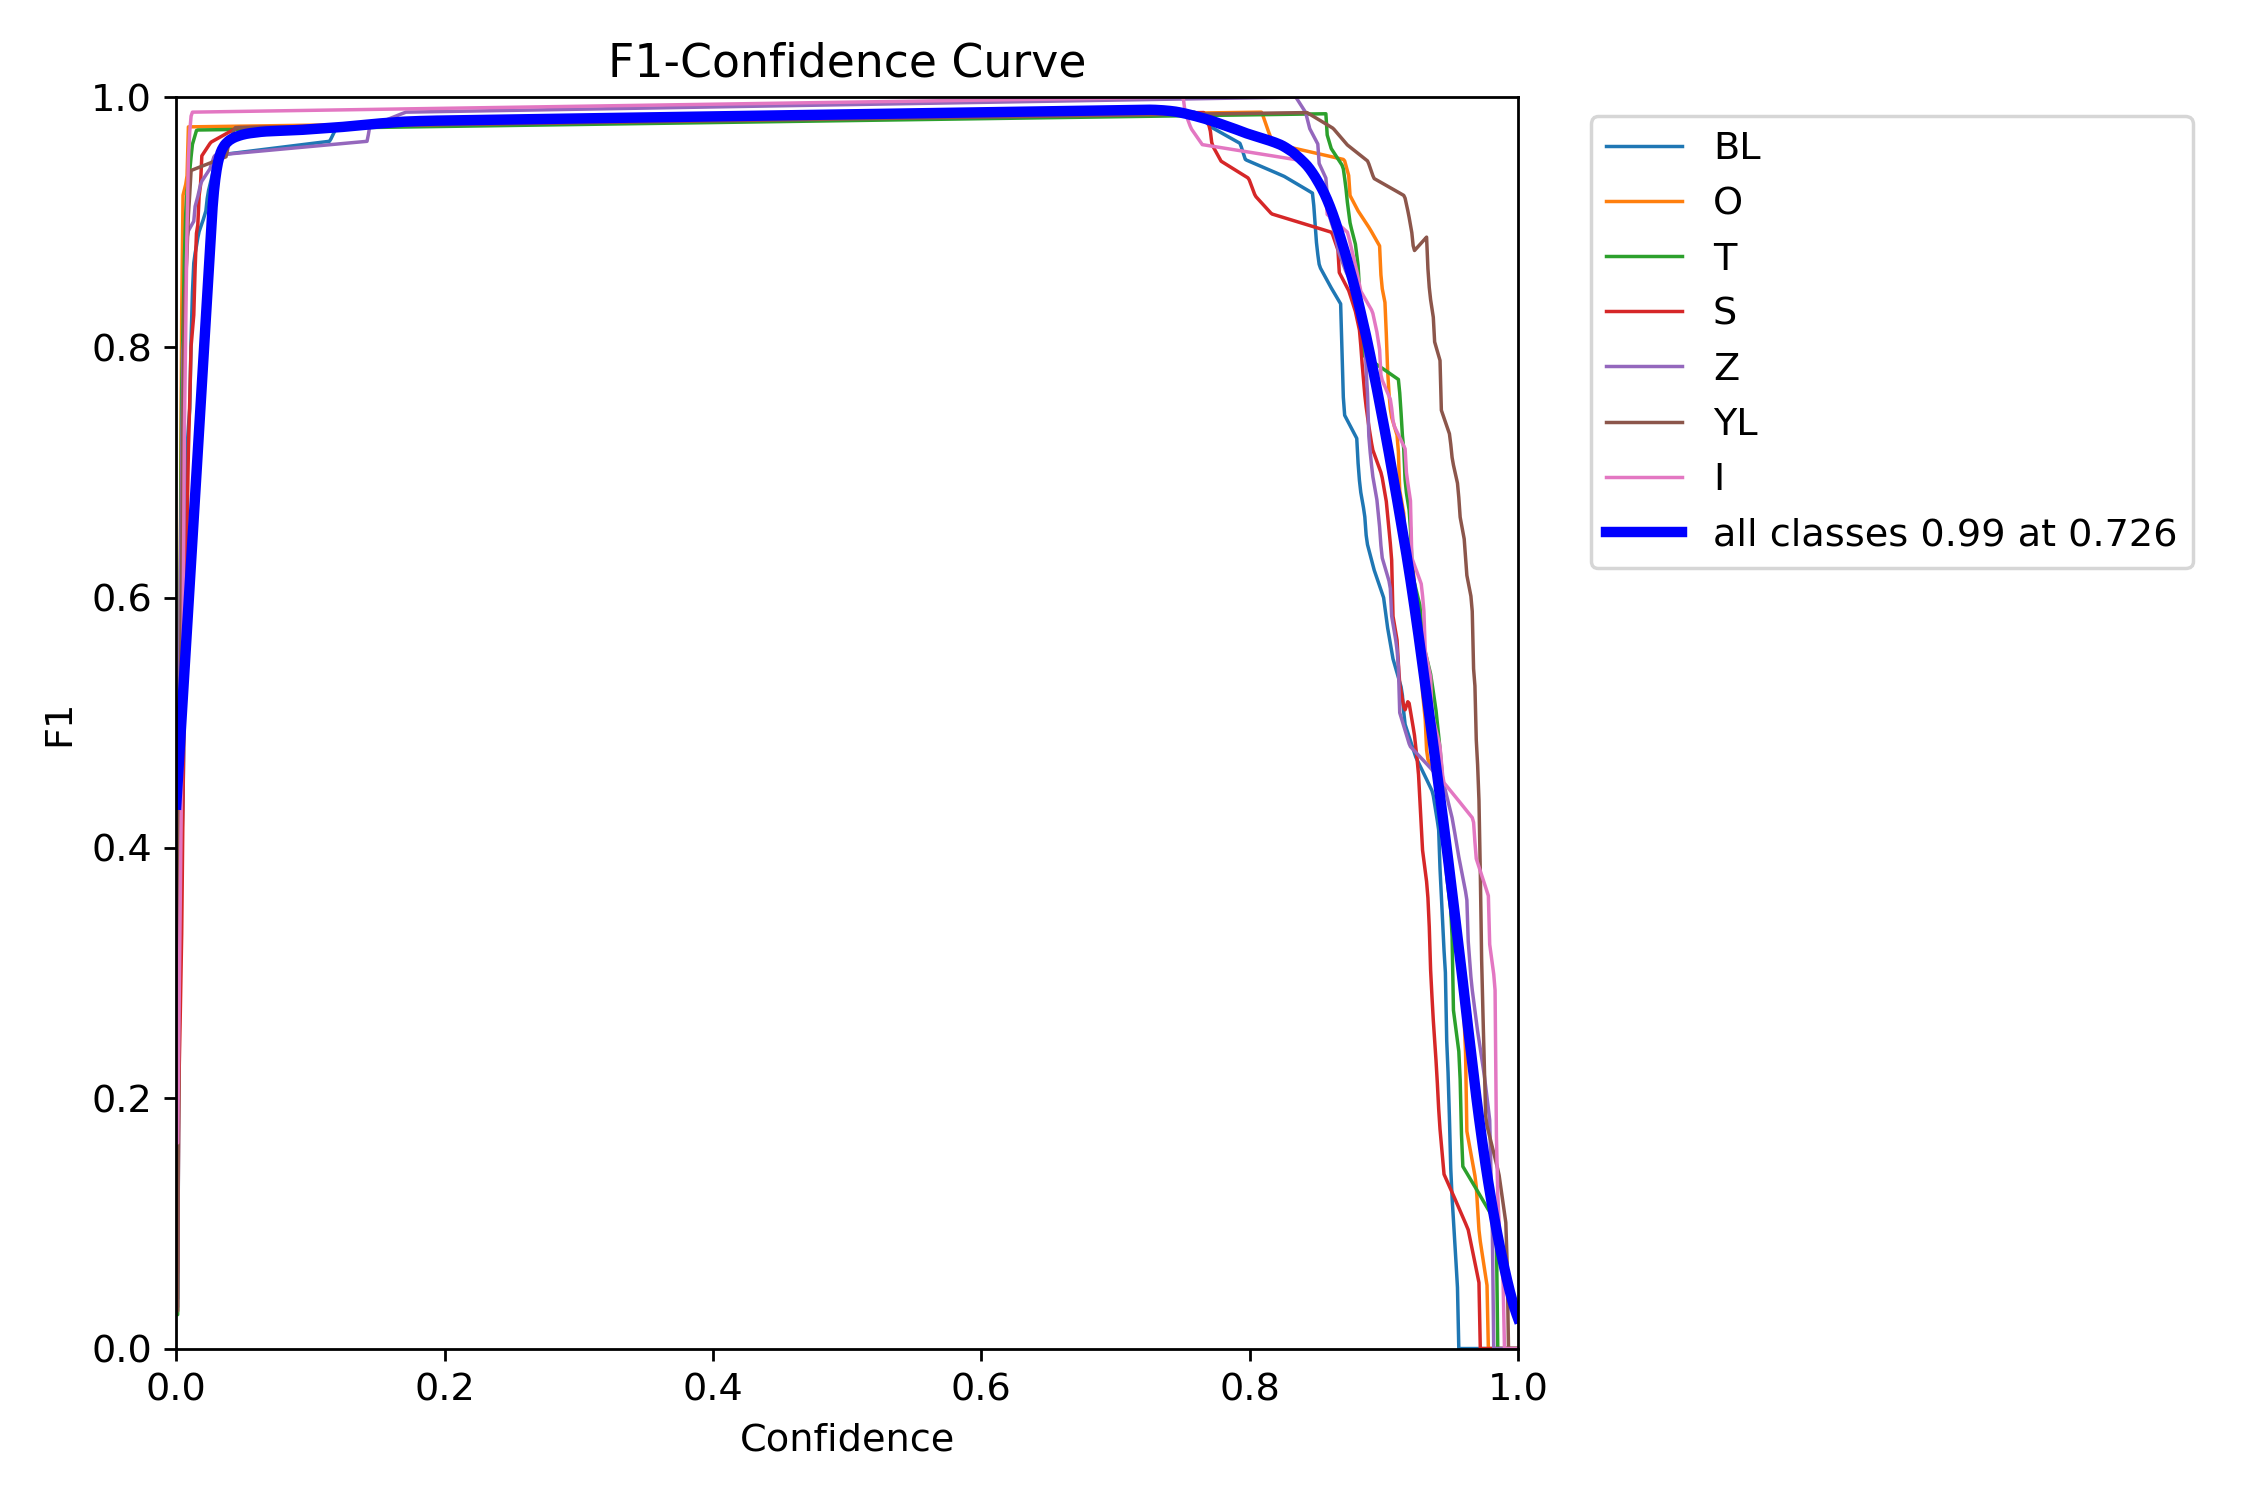 F1-Confidence Curve
1.0
0.8
0.6
0.4
0.2
0.0
F1
0.0 0.2 0.4 0.6 0.8 1.0
Confidence
BL
O
T
S
Z
YL
I
all classes 0.99 at 0.726